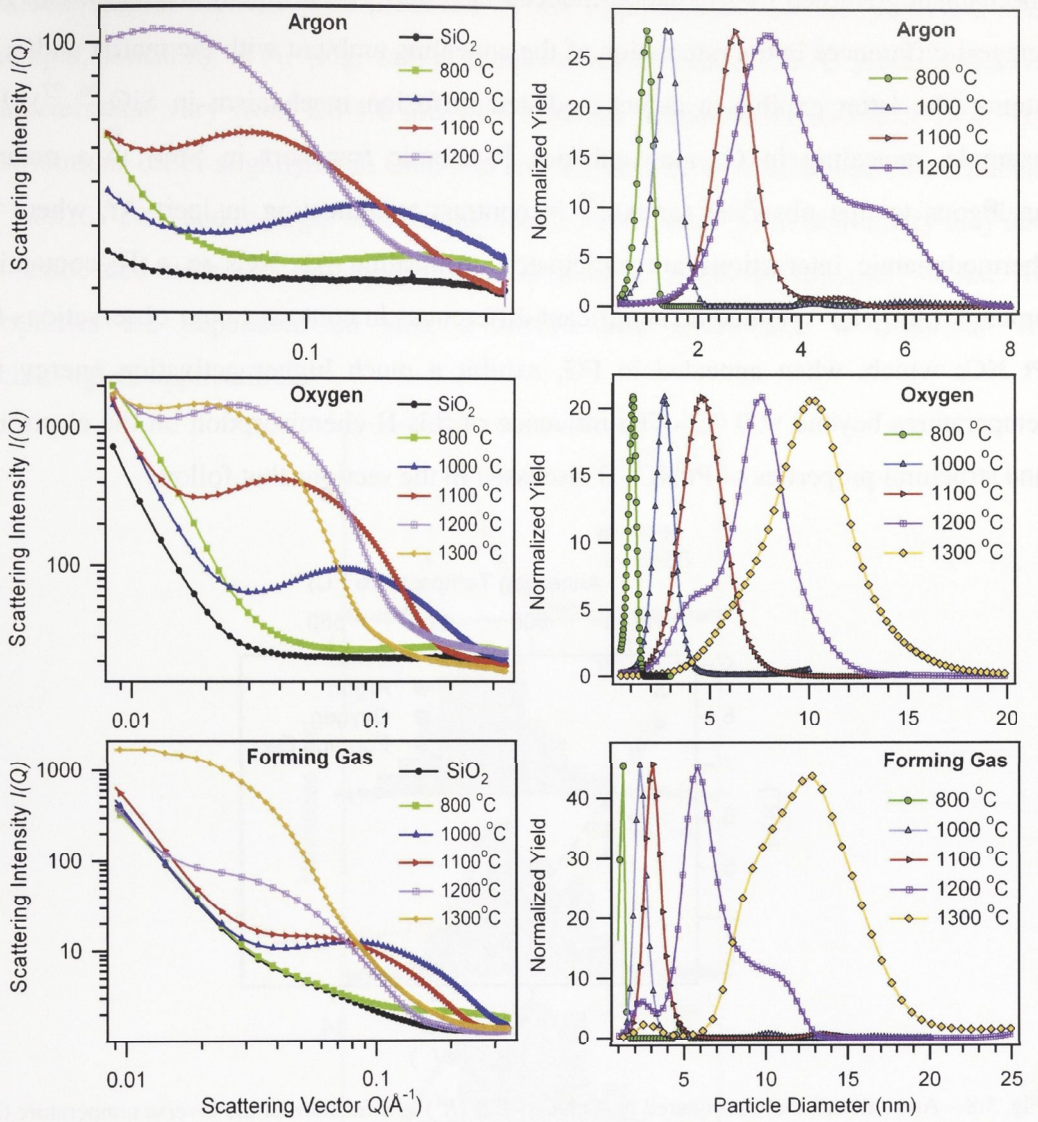 Argon
Scattering Intensity I(Q)
100
SiO2
800 °C
1000 °C
1100 °C
1200 °C
0.1
Argon
Normalized Yield
25
20
15
10
5
0
800 °C
1000 °C
1100 °C
1200 °C
2
4
6
8
Oxygen
Scattering Intensity I(Q)
1000
100
SiO2
800 °C
1000 °C
1100 °C
1200 °C
1300 °C
0.01
0.1
Oxygen
Normalized Yield
20
15
10
5
0
800 °C
1000 °C
1100 °C
1200 °C
1300 °C
5
10
15
20
Forming Gas
Scattering Intensity I(Q)
1000
100
10
SiO2
800 °C
1000 °C
1100°C
1200°C
1300°C
0.01
0.1
Scattering Vector Q(Å-1)
Forming Gas
Normalized Yield
40
30
20
10
0
800 °C
1000 °C
1100 °C
1200 °C
1300 °C
5
10
15
20
25
Particle Diameter (nm)